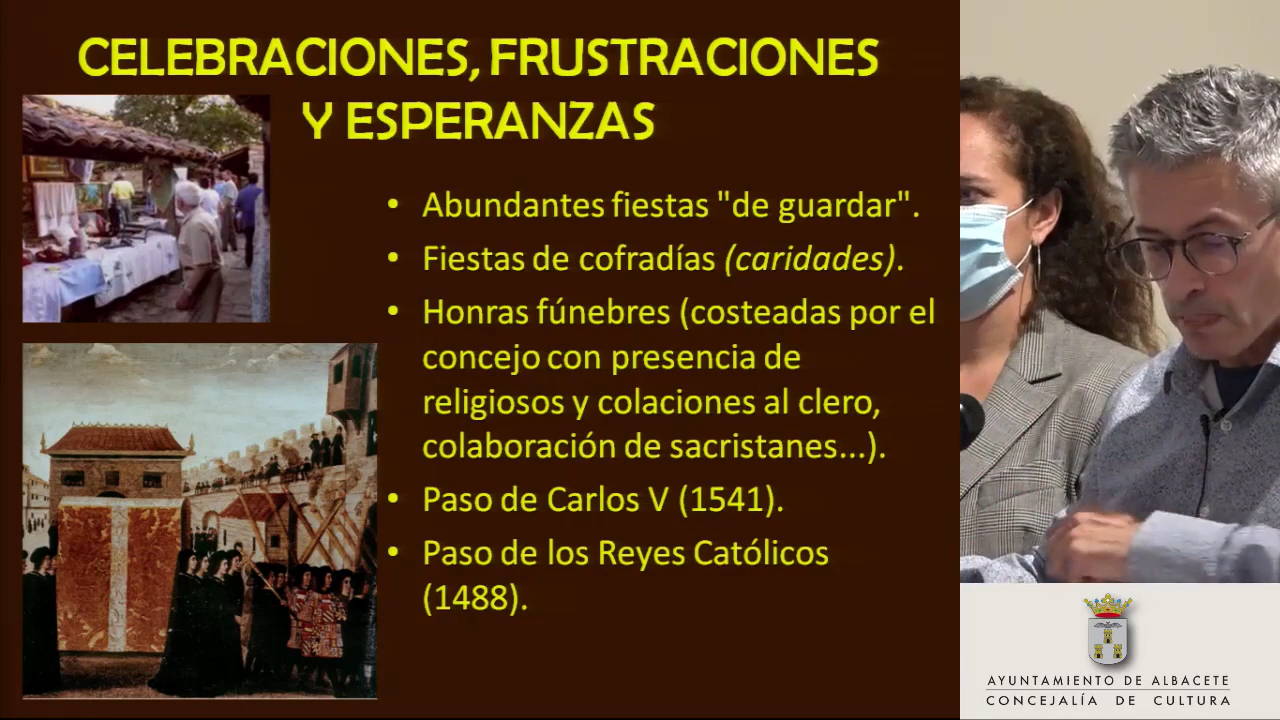 CELEBRACIONES, FRUSTRACIONES
Y ESPERANZAS
• Abundantes fiestas "de guardar".
• Fiestas de cofradías (caridades).
• Honras fúnebres (costeadas por el
concejo con presencia de
religiosos y colaciones al clero,
colaboración de sacristanes...).
• Paso de Carlos V (1541).
• Paso de los Reyes Católicos
(1488).
AYUNTAMIENTO DE ALBACETE
CONCEJALÍA DE CULTURA